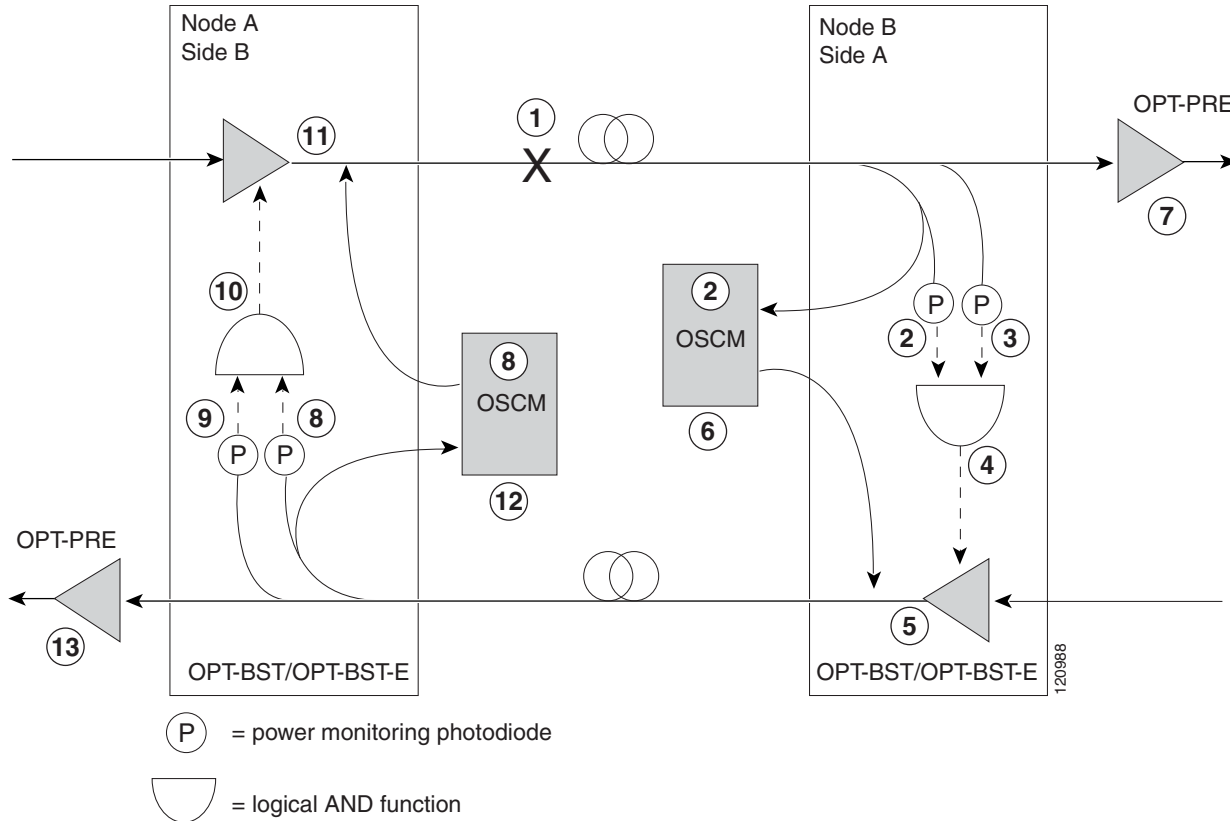 Node A
Side B
Node B
Side A
OPT-PRE
1
11
7
10
2
OSCM
P
P
2
3
8
OSCM
9
8
6
4
P
P
12
OPT-PRE
13
5
OPT-BST/OPT-BST-E
OPT-BST/OPT-BST-E
120988
P = power monitoring photodiode
= logical AND function